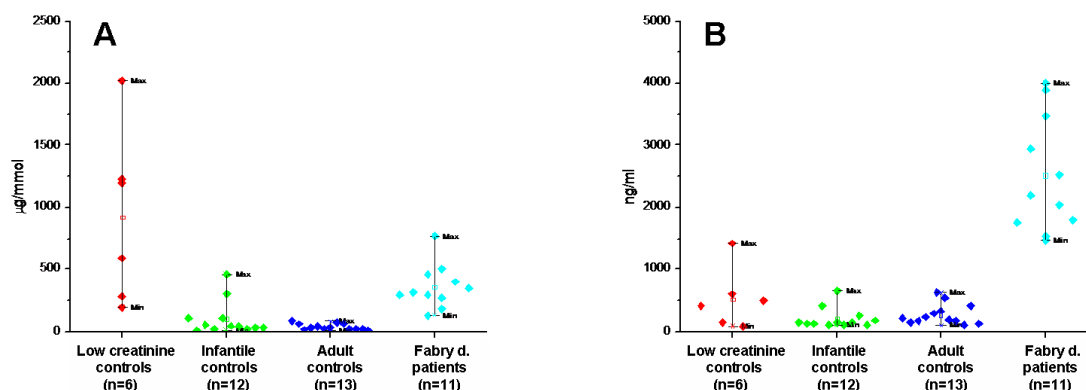 A
2500
2000
1500
1000
500
0
µg/mmol
Max
Min
Max
Max
Max
Min
Low creatinine
controls
(n=6)
Infantile
controls
(n=12)
Adult
controls
(n=13)
Fabry d.
patients
(n=11)
B
5000
4000
3000
2000
1000
0
ng/ml
Max
Min
Max
Min
Max
Min
Max
Min
Low creatinine
controls
(n=6)
Infantile
controls
(n=12)
Adult
controls
(n=13)
Fabry d.
patients
(n=11)